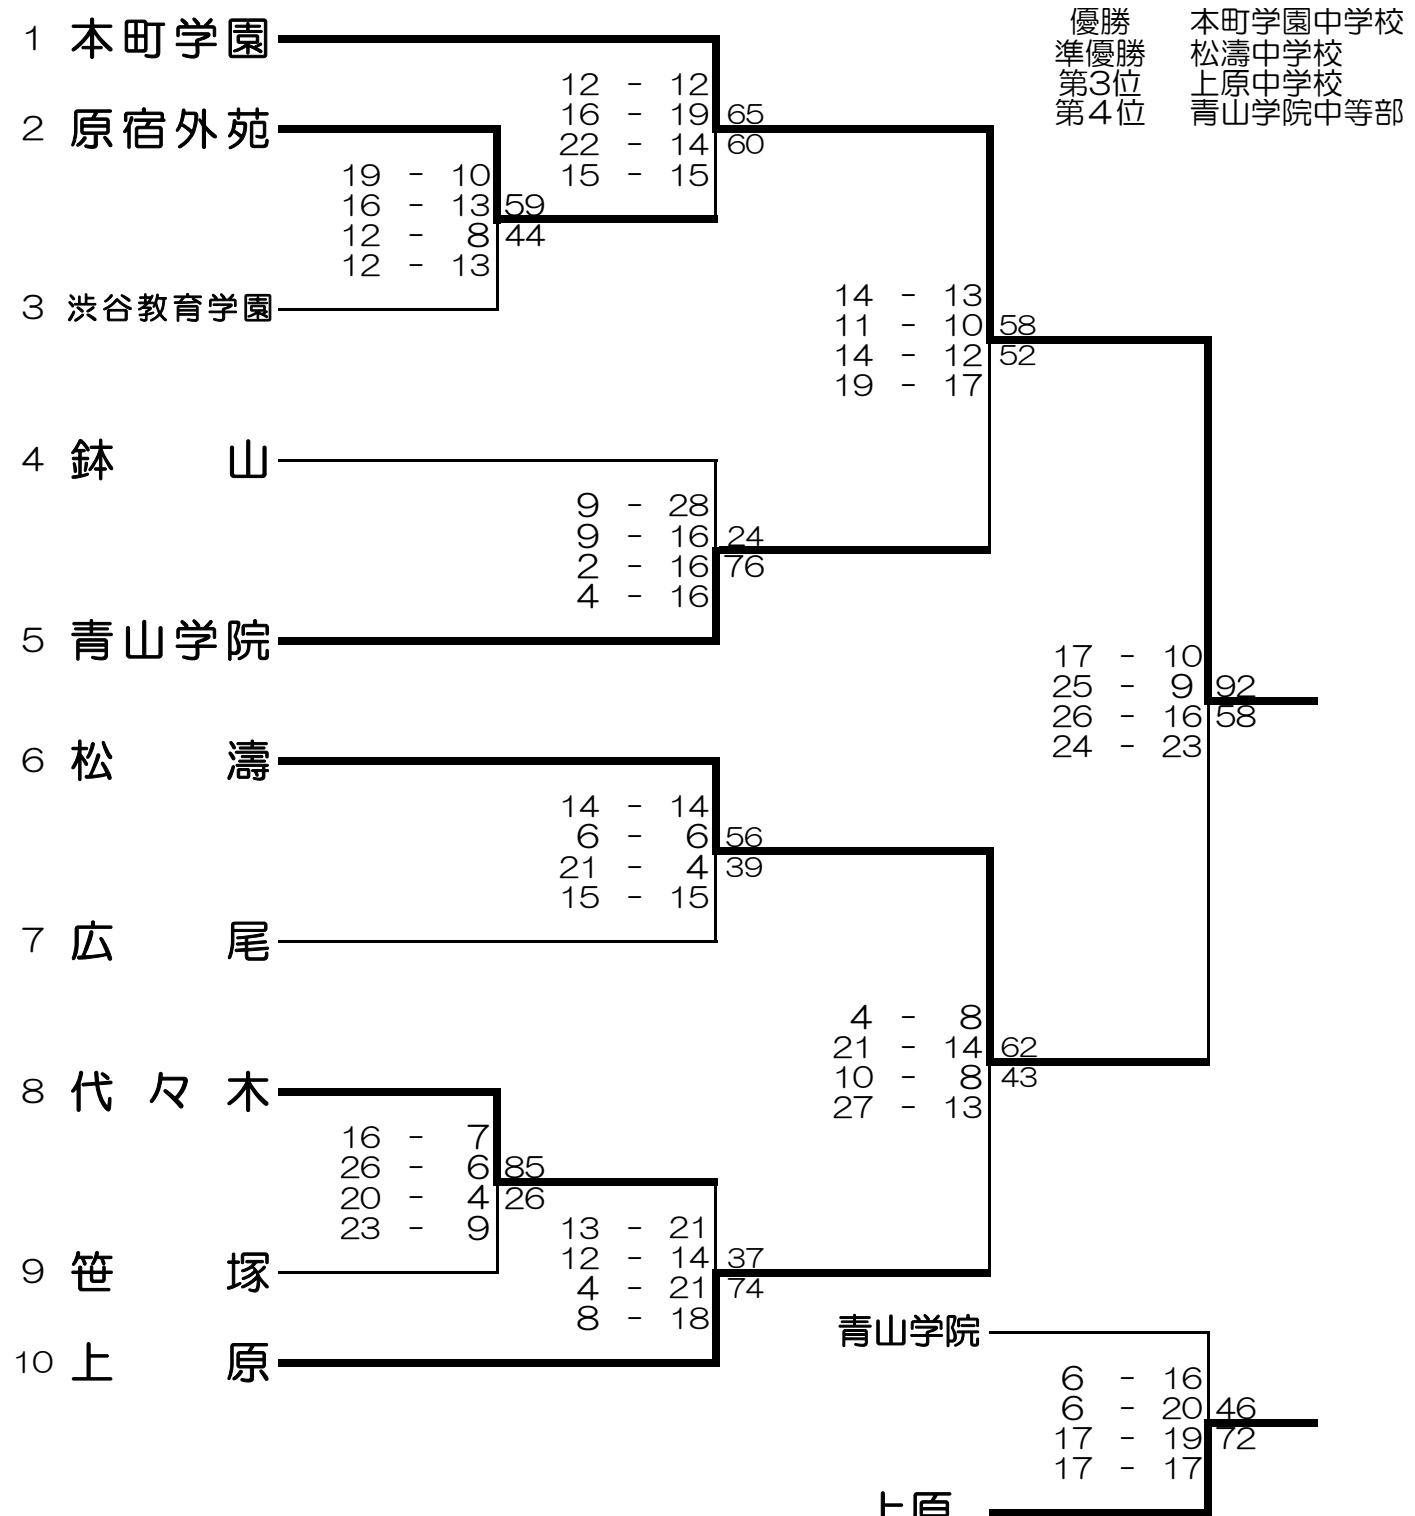 優勝 本町学園中学校
準優勝 松濤中学校
第3位 上原中学校
第4位 青山学院中等部
1 本町学園
12 - 12
16 - 19 65
22 - 14 60
15 - 15
2 原宿外苑
19 - 10
16 - 13 59
12 - 8 44
12 - 13
3 渋谷教育学園
14 - 13
11 - 10 58
14 - 12 52
19 - 17
4 鉢山
9 - 28
9 - 16 24
2 - 16 76
4 - 16
5 青山学院
17 - 10
25 - 9 92
26 - 16 58
24 - 23
6 松濤
14 - 14
6 - 6 56
21 - 4 39
15 - 15
7 広尾
4 - 8
21 - 14 62
10 - 8 43
27 - 13
8 代々木
16 - 7
26 - 6 85
20 - 4 26
23 - 9
9 笹塚
13 - 21
12 - 14 37
4 - 21 74
8 - 18
10 上原
青山学院
6 - 16
6 - 20 46
17 - 19 72
17 - 17
上原